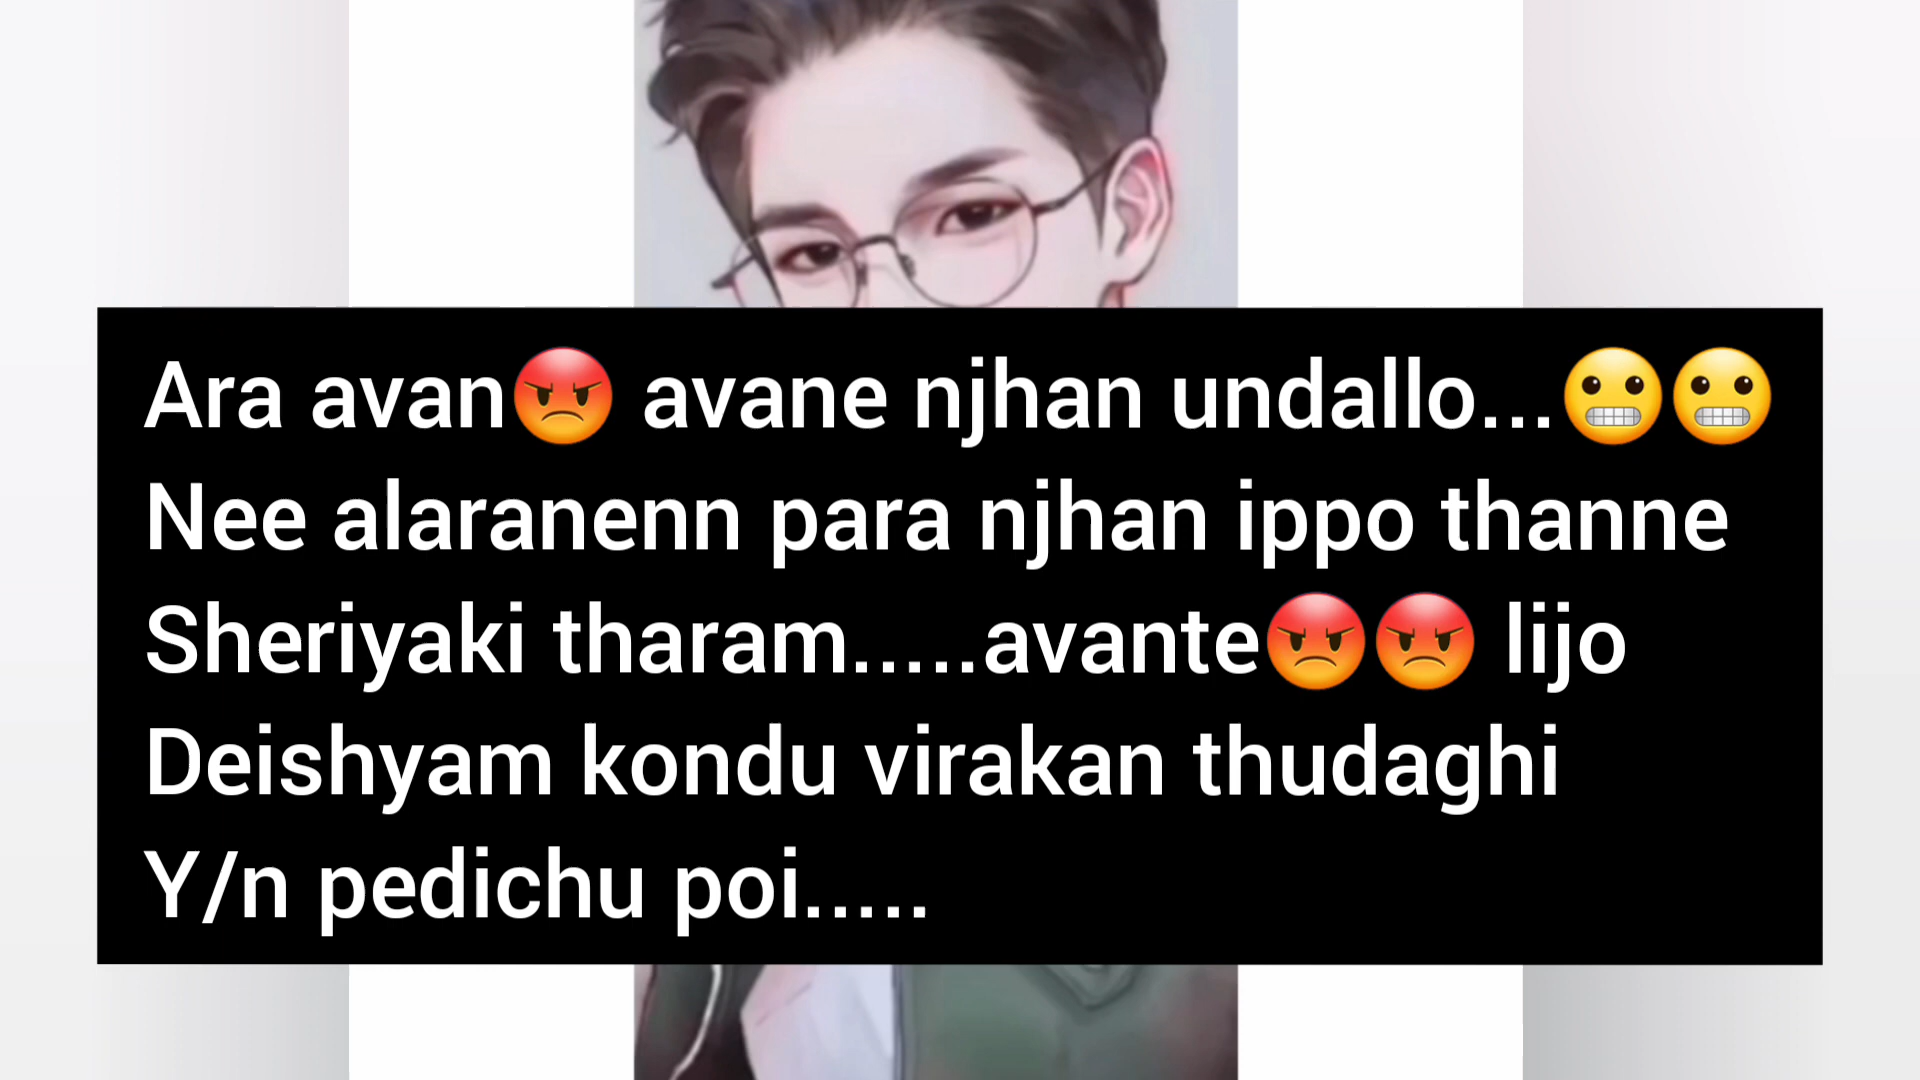 Ara avan😡 avane njhan undallo...😬😬
Nee alaranenn para njhan ippo thanne
Sheriyaki tharam.....avante😡😡 lijo
Deishyam kondu virakan thudaghi
Y/n pedichu poi.....